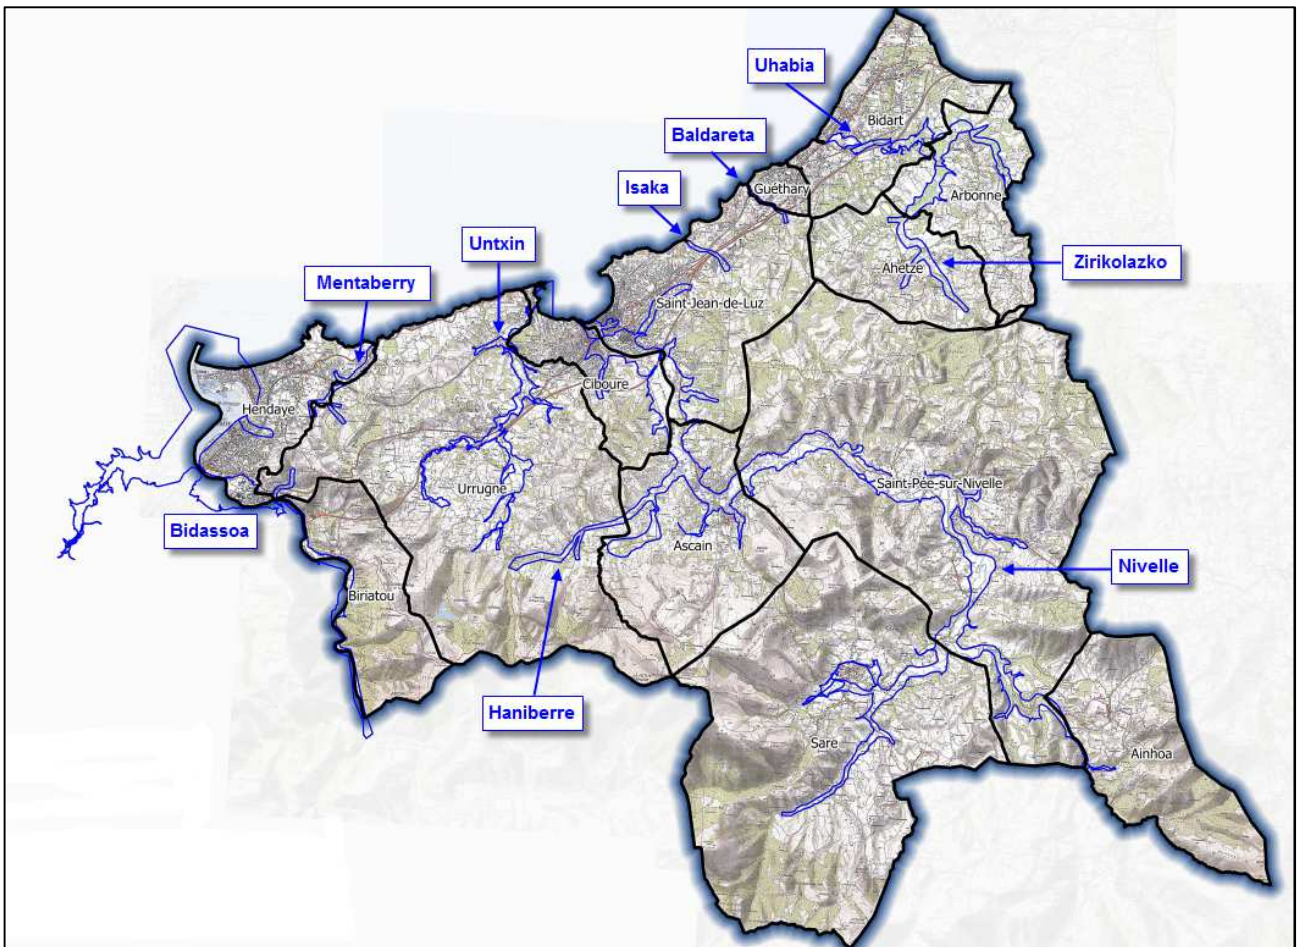 Uhabia
Bidart
Baldareta
Guéthary
Isaka
Arbonne
Untxin
Ahetze
Zirikolazko
Mentaberry
Saint-Jean-de-Luz
Ciboure
Hendaye
Urrugne
Saint-Pée-sur-Nivelle
Bidassoa
Ascain
Nivelle
Biriatou
Haniberre
Sare
Ainhoa